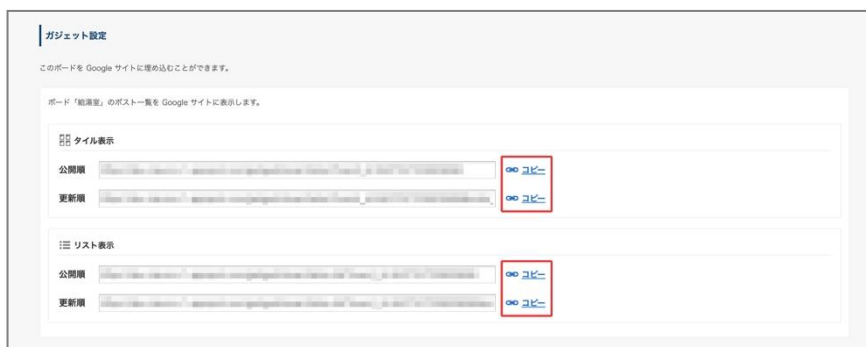 ガジェット設定
このボードを Google サイトに埋め込むことができます。
ボード「給湯室」のポスト一覧を Google サイトに表示します。
タイル表示
公開順 コピー
更新順 コピー
リスト表示
公開順 コピー
更新順 コピー